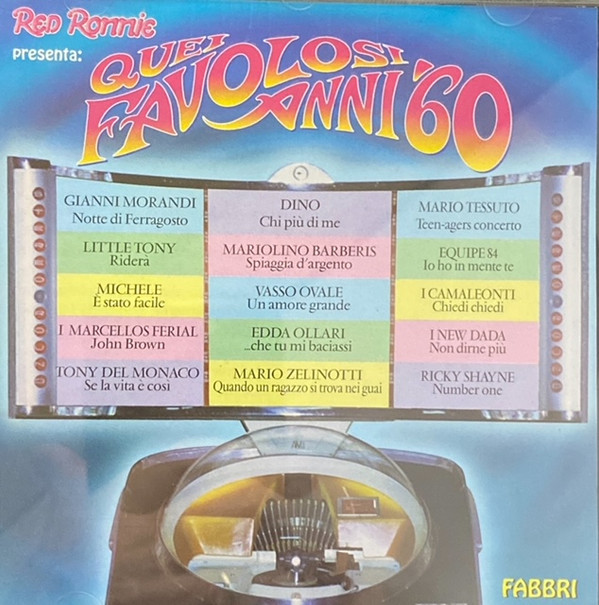 Red Ronnie
presenta:
QUEI
FAVOLOSI
ANNI '60
GIANNI MORANDI
Notte di Ferragosto
LITTLE TONY
Riderà
MICHELE
È stato facile
I MARCELLOS FERIAL
John Brown
TONY DEL MONACO
Se la vita è così
DINO
Chi più di me
MARIOLINO BARBERIS
Spiaggia d'argento
VASSO OVALE
Un amore grande
EDDA OLLARI
...che tu mi baciassi
MARIO ZELINOTTI
Quando un ragazzo si trova nei guai
MARIO TESSUTO
Teen-agers concerto
EQUIPE 84
Io ho in mente te
I CAMALEONTI
Chiedi chiedi
I NEW DADA
Non dirne più
RICKY SHAYNE
Number one
FABBRI